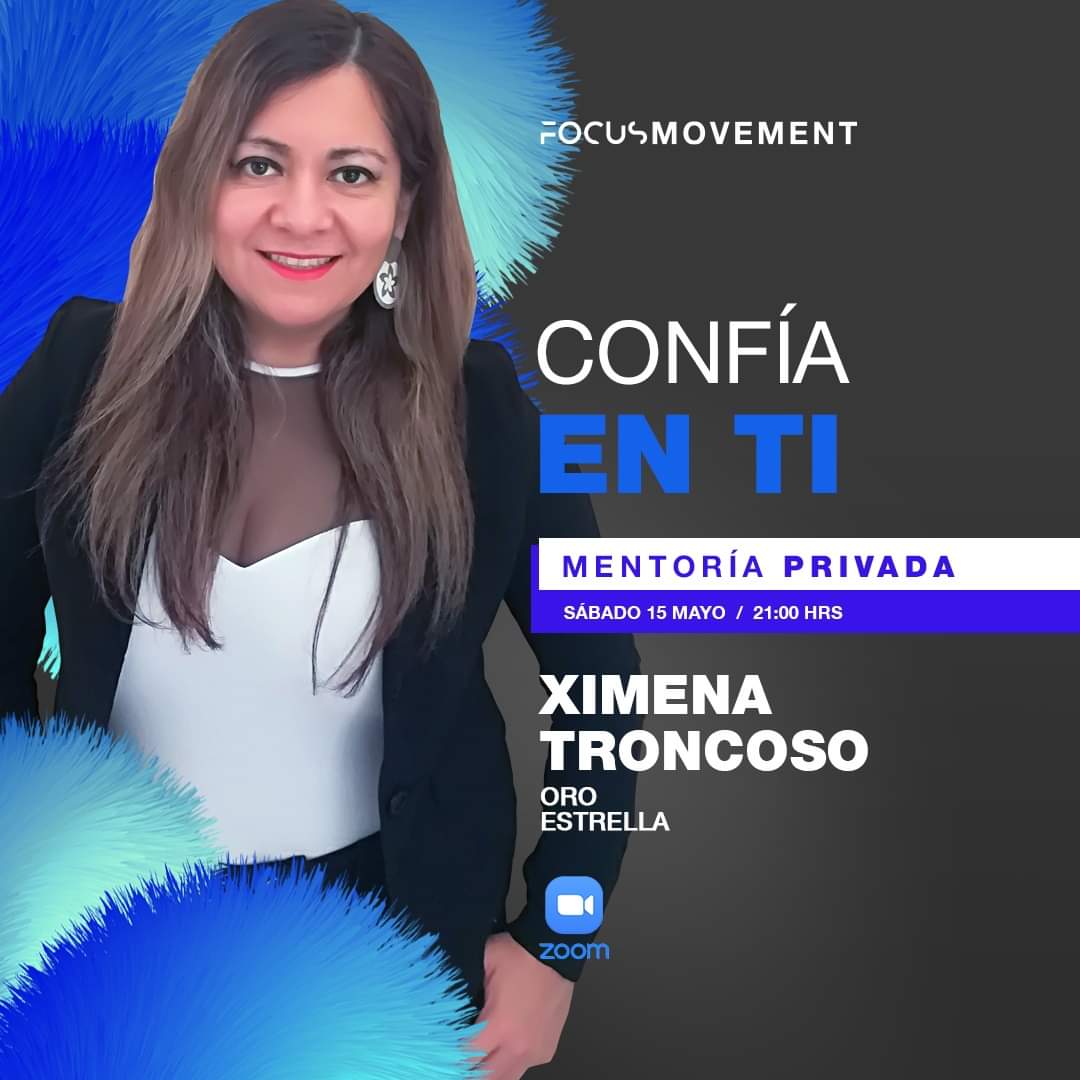 FOCUSMOVEMENT
CONFÍA
EN TI
MENTORÍA PRIVADA
SÁBADO 15 MAYO / 21:00 HRS
XIMENA
TRONCOSO
ORO
ESTRELLA
zoom